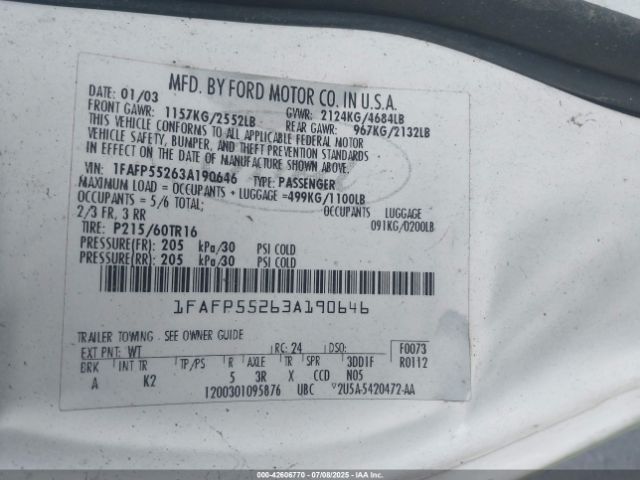 MFD. BY FORD MOTOR CO. IN U.S.A.
DATE: 01/03 GVWR: 2124KG/4684LB
FRONT GAWR: 1157KG/2552LB REAR GAWR: 967KG/2132LB
THIS VEHICLE CONFORMS TO ALL APPLICABLE FEDERAL MOTOR
VEHICLE SAFETY, BUMPER, AND THEFT PREVENTION STANDARDS
IN EFFECT ON THE DATE OF MANUFACTURE SHOWN ABOVE.
VIN: 1FAFP55263A190646 TYPE: PASSENGER
MAXIMUM LOAD = OCCUPANTS + LUGGAGE =499KG/1100LB
OCCUPANTS = 5/6 TOTAL; OCCUPANTS LUGGAGE
2/3 FR, 3 RR 091KG/0200LB
TIRE: P215/60TR16
PRESSURE(FR): 205 kPa/30 PSI COLD
PRESSURE(RR): 205 kPa/30 PSI COLD
1FAFP55263A190646
TRAILER TOWING - SEE OWNER GUIDE
EXT PNT: WT RC: 24 DSO: F0073
BRK INT TR TP/PS R AXLE TR SPR 3DD1F R0112
A K2 5 3R X CCD N05
1200301095876 UBC 2U5A-5420472-AA
000-42606770 - 07/08/2025 - IAAI.COM